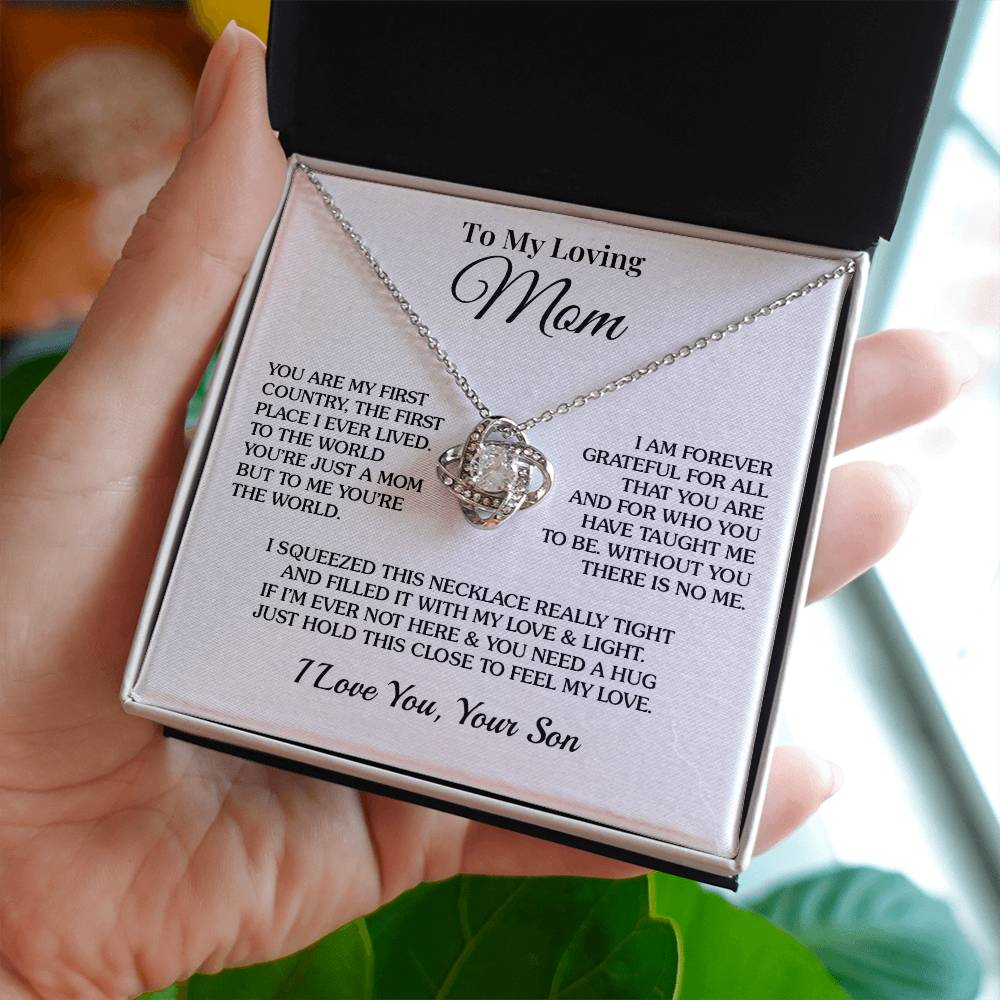 To My Loving
Mom
YOU ARE MY FIRST
COUNTRY, THE FIRST
PLACE I EVER LIVED.
TO THE WORLD
YOU'RE JUST A MOM
BUT TO ME YOU'RE
THE WORLD.
I AM FOREVER
GRATEFUL FOR ALL
THAT YOU ARE
AND FOR WHO YOU
HAVE TAUGHT ME
TO BE. WITHOUT YOU
THERE IS NO ME.
I SQUEEZED THIS NECKLACE REALLY TIGHT
AND FILLED IT WITH MY LOVE & LIGHT.
IF I'M EVER NOT HERE & YOU NEED A HUG
JUST HOLD THIS CLOSE TO FEEL MY LOVE.
I Love You, Your Son